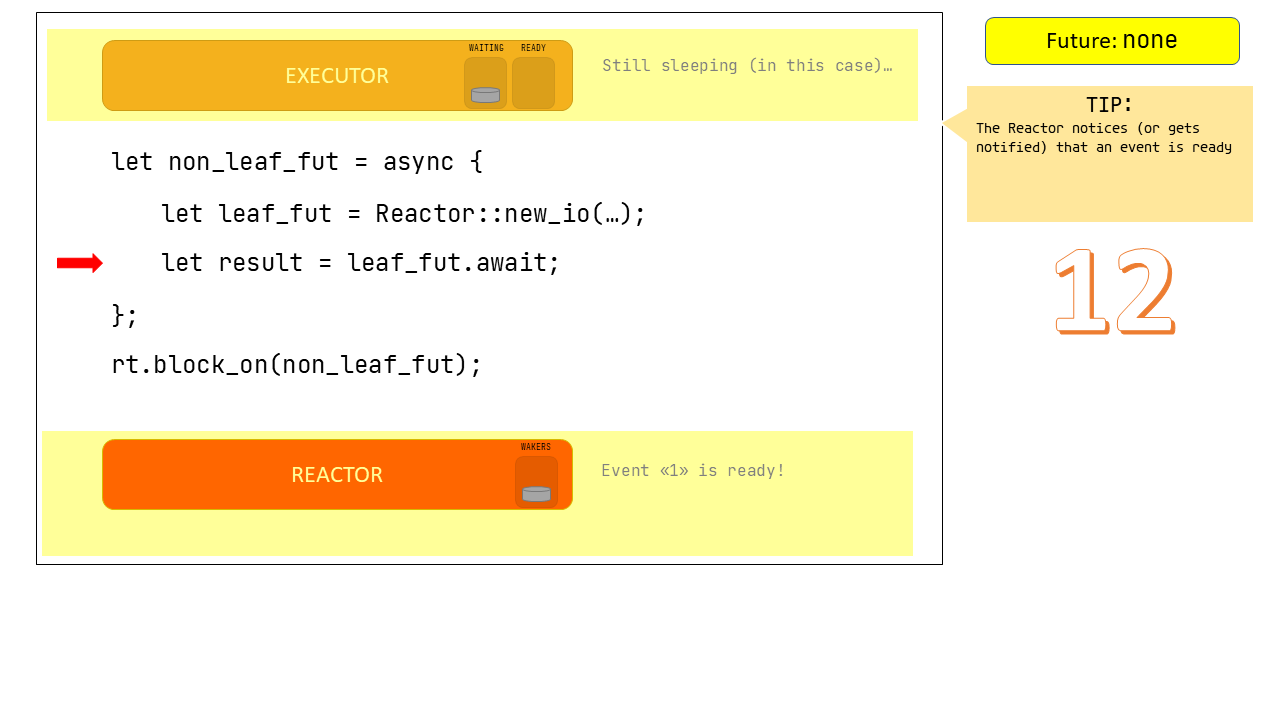 Future: none
WAITING READY
EXECUTOR
Still sleeping (in this case)…
TIP:
The Reactor notices (or gets
notified) that an event is ready
let non_leaf_fut = async {
let leaf_fut = Reactor::new_io(…);
let result = leaf_fut.await;
};
rt.block_on(non_leaf_fut);
12
WAKERS
REACTOR
Event «1» is ready!